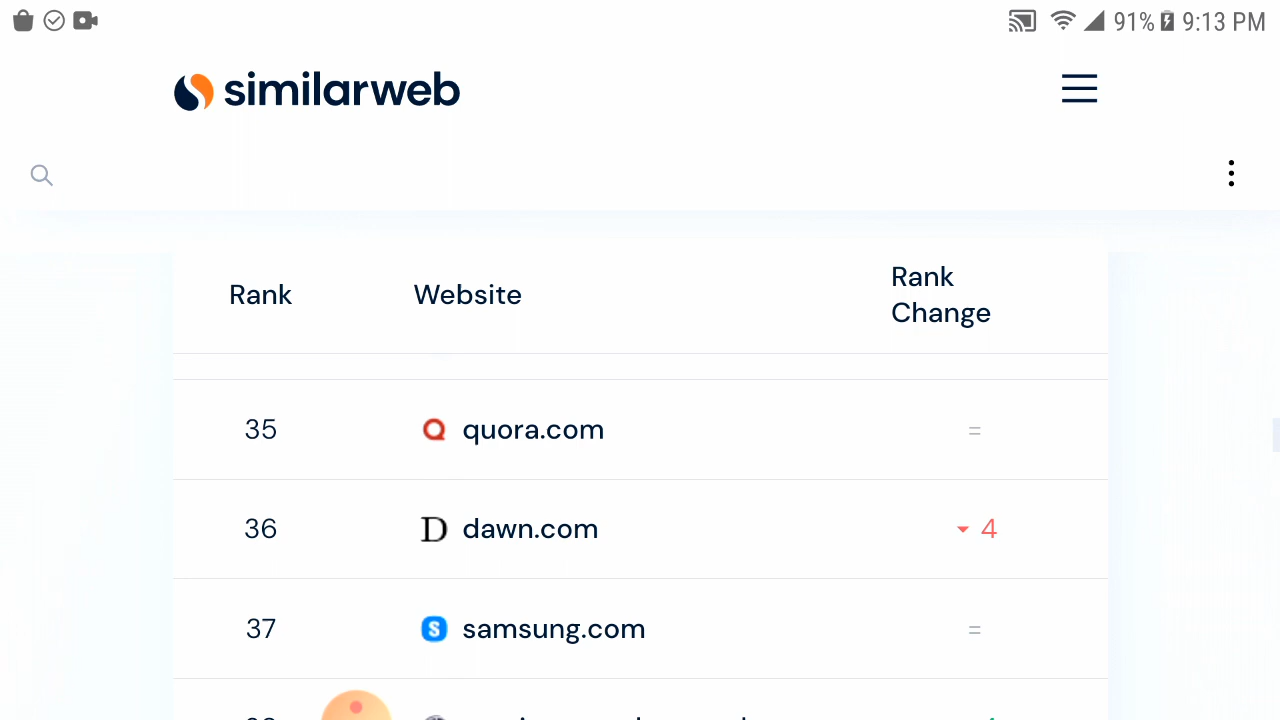 91% 9:13 PM
similarweb
Rank Website Rank Change
35 quora.com =
36 dawn.com 4
37 samsung.com =